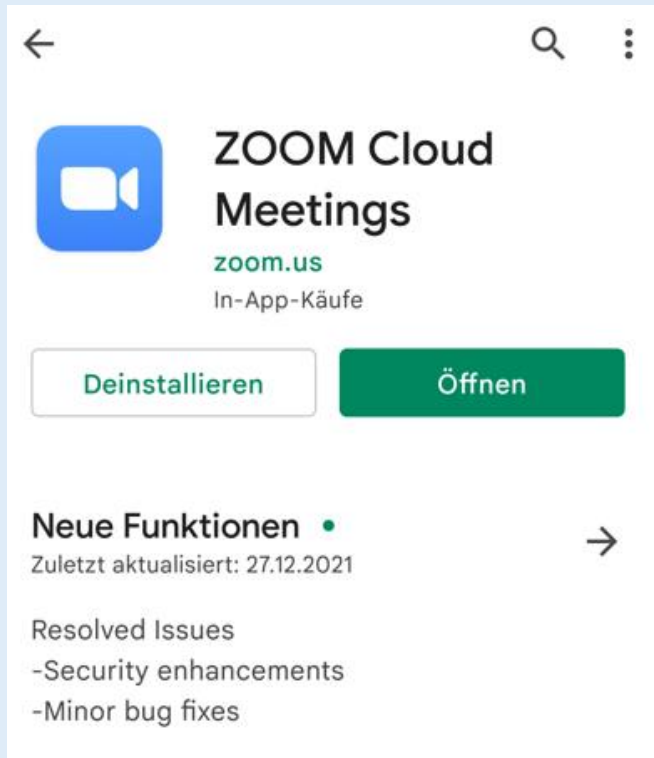 ZOOM Cloud
Meetings
zoom.us
In-App-Käufe
Deinstallieren
Öffnen
Neue Funktionen
Zuletzt aktualisiert: 27.12.2021
Resolved Issues
-Security enhancements
-Minor bug fixes